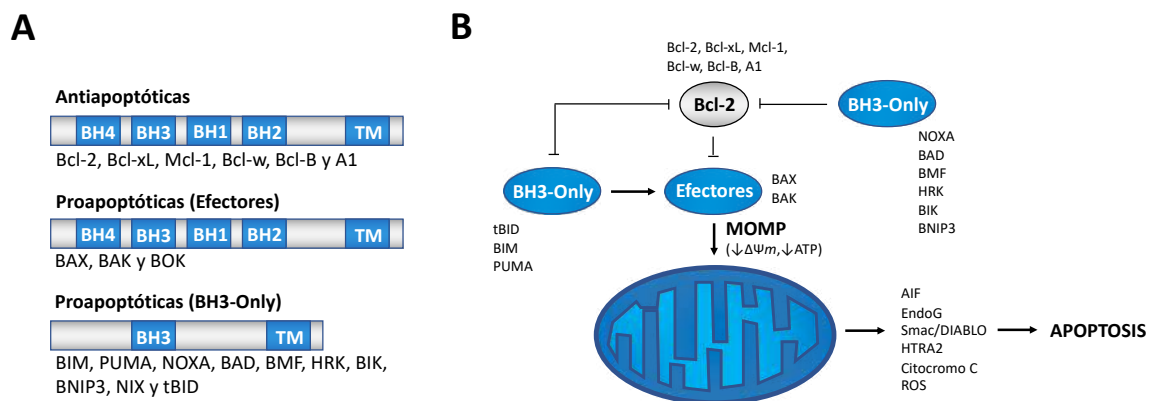 A
Antiapoptóticas
BH4 BH3 BH1 BH2 TM
Bcl-2, Bcl-xL, Mcl-1, Bcl-w, Bcl-B y A1
Proapoptóticas (Efectores)
BH4 BH3 BH1 BH2 TM
BAX, BAK y BOK
Proapoptóticas (BH3-Only)
BH3 TM
BIM, PUMA, NOXA, BAD, BMF, HRK, BIK,
BNIP3, NIX y tBID
B
Bcl-2, Bcl-xL, Mcl-1,
Bcl-w, Bcl-B, A1
Bcl-2
BH3-Only
NOXA
BAD
BMF
HRK
BIK
BNIP3
BH3-Only
tBID
BIM
PUMA
Efectores
BAX
BAK
MOMP
(↓ΔΨm,↓ATP)
AIF
EndoG
Smac/DIABLO
HTRA2
Citocromo C
ROS
APOPTOSIS